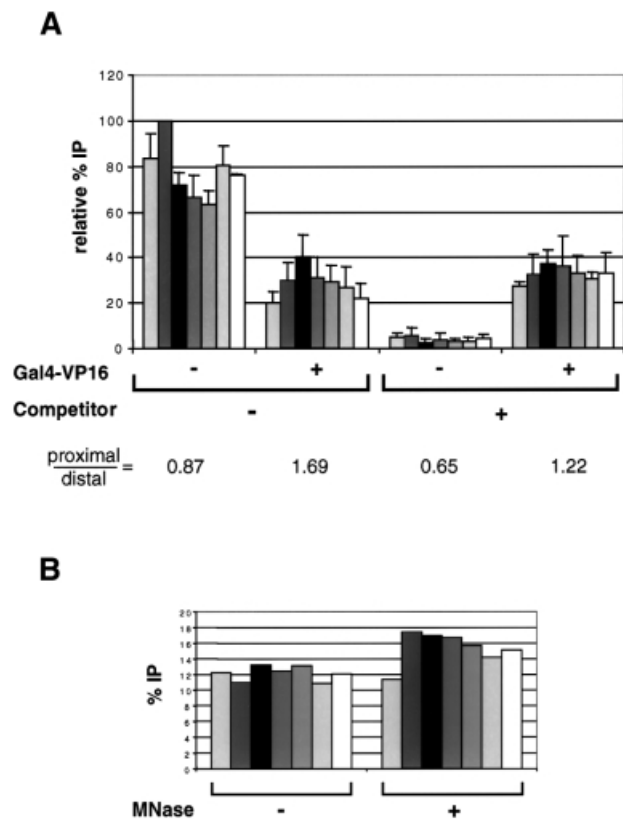 A
relative % IP
120
100
80
60
40
20
0
Gal4-VP16 - + - +
Competitor - +
proximal
distal = 0.87 1.69 0.65 1.22
B
% IP
20
18
16
14
12
10
8
6
4
2
0
MNase - +